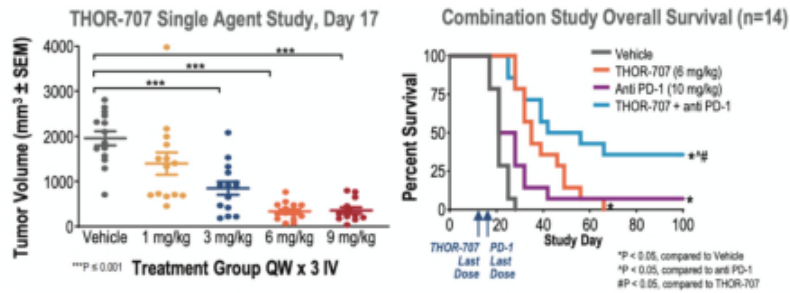 THOR-707 Single Agent Study, Day 17
Tumor Volume (mm³ ± SEM)
4000
3000
2000
1000
0
***
***
***
Vehicle 1 mg/kg 3 mg/kg 6 mg/kg 9 mg/kg
***P ≤ 0.001 Treatment Group QW x 3 IV
Combination Study Overall Survival (n=14)
Percent Survival
100
75
50
25
0
Vehicle
THOR-707 (6 mg/kg)
Anti PD-1 (10 mg/kg)
THOR-707 + anti PD-1
*^#
*
*
0 20 40 60 80 100
Study Day
THOR-707 PD-1
Last Last
Dose Dose
*P < 0.05, compared to Vehicle
^P < 0.05, compared to anti PD-1
#P < 0.05, compared to THOR-707